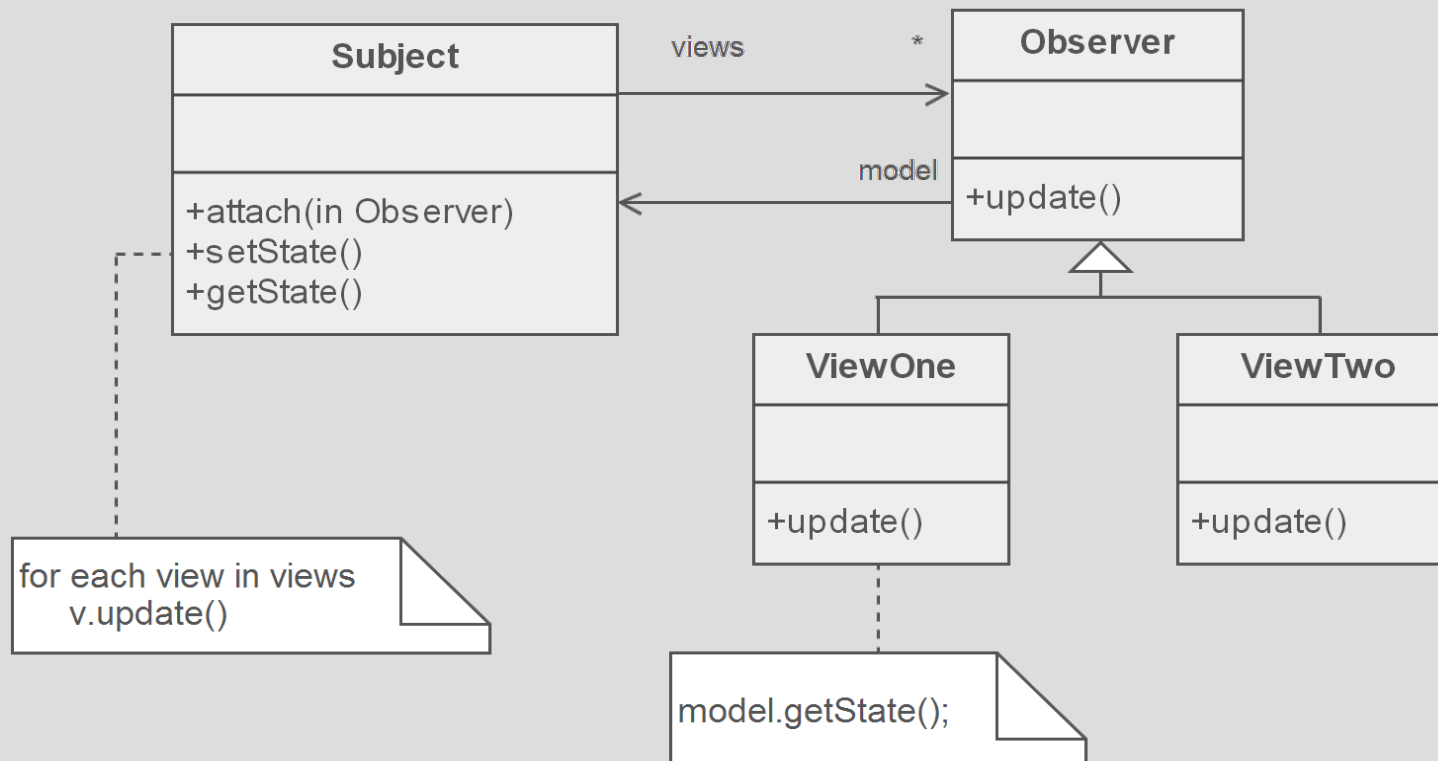 Subject
views
*
Observer
model
+attach(in Observer)
+setState()
+getState()
+update()
ViewOne
ViewTwo
+update()
+update()
for each view in views
v.update()
model.getState();